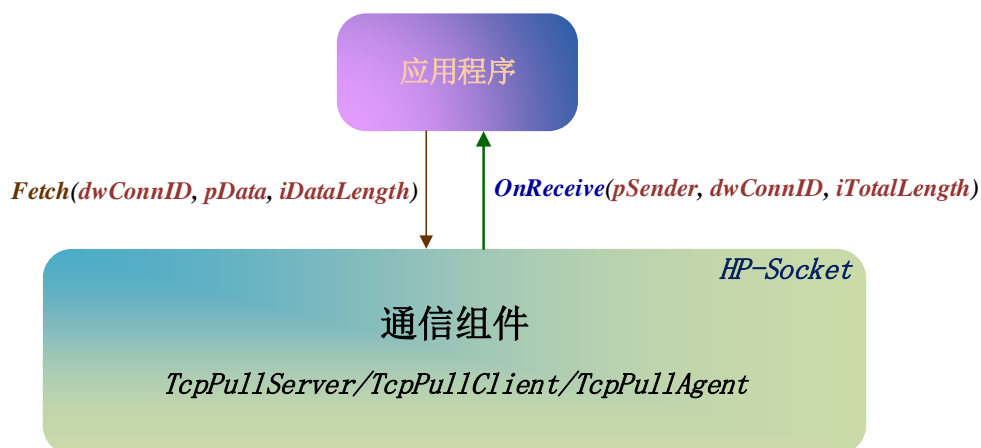 应用程序
Fetch(dwConnID, pData, iDataLength)
OnReceive(pSender, dwConnID, iTotalLength)
HP-Socket
通信组件
TcpPullServer/TcpPullClient/TcpPullAgent